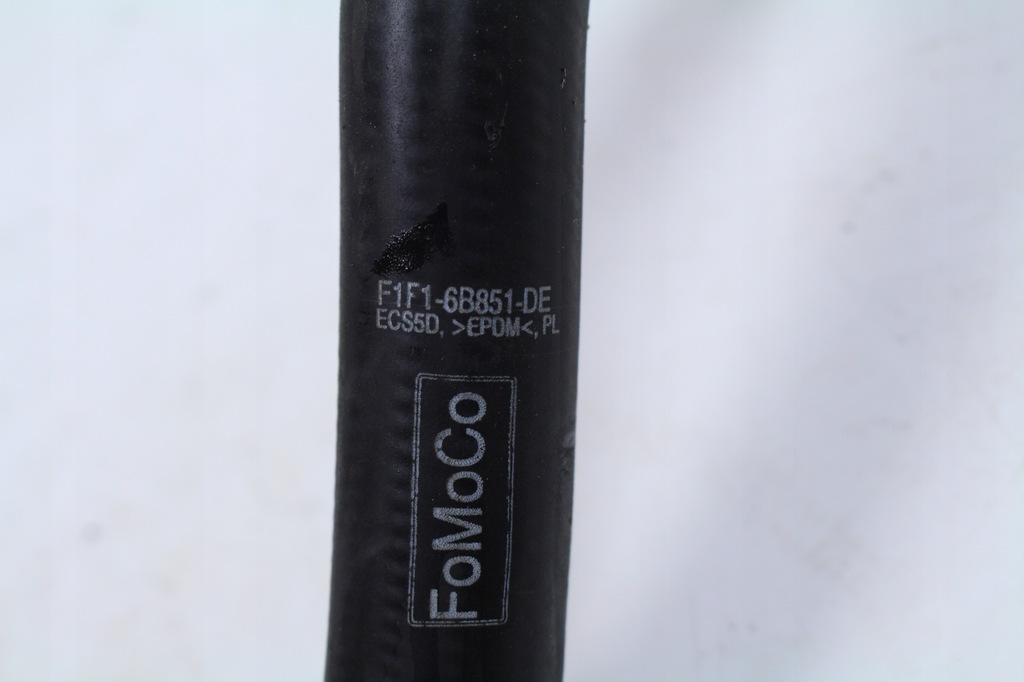 F1F1-6B851-DE
ECS5D, >EPDM<, PL
FoMoCo